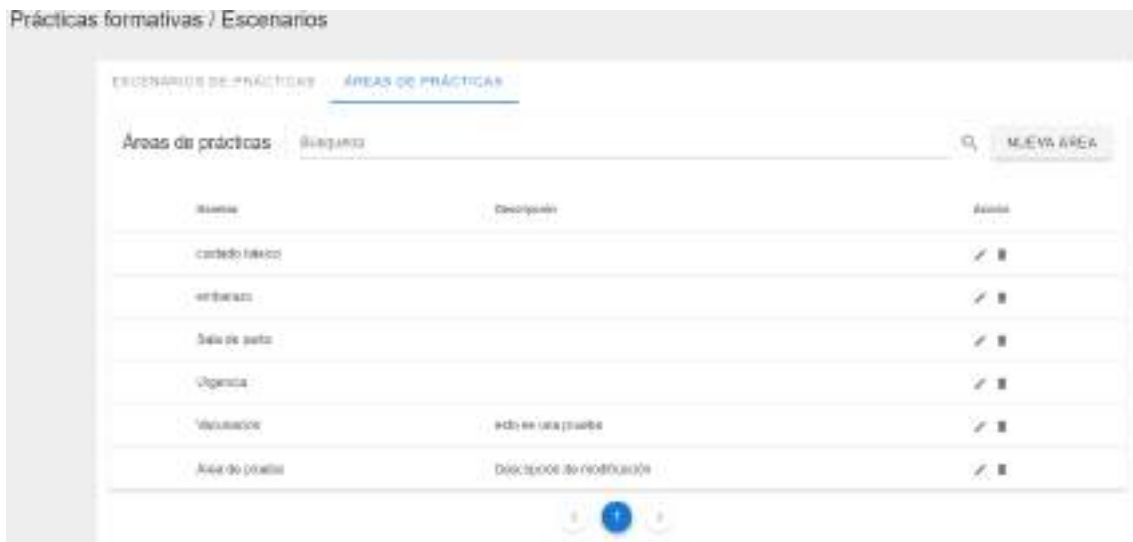 Prácticas formativas / Escenarios
ESCENARIOS DE PRÁCTICAS ÁREAS DE PRÁCTICAS
Áreas de prácticas Búsqueda NUEVA ÁREA
Nombre Descripción Acción
cuidado básico
embarazo
Sala de parto
Urgencia
Vacunación esto es una prueba
Área de prueba Descripción de modificación
1